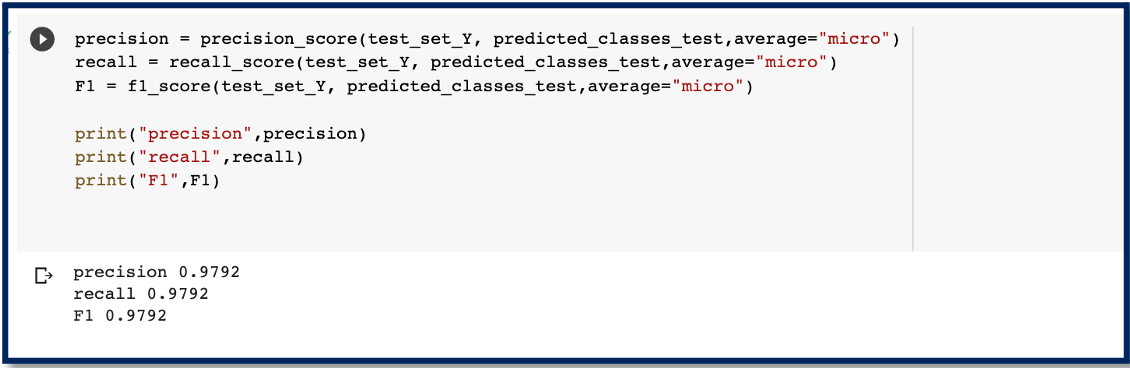 precision = precision_score(test_set_Y, predicted_classes_test,average="micro")
recall = recall_score(test_set_Y, predicted_classes_test,average="micro")
F1 = f1_score(test_set_Y, predicted_classes_test,average="micro")
print("precision",precision)
print("recall",recall)
print("F1",F1)
precision 0.9792
recall 0.9792
F1 0.9792